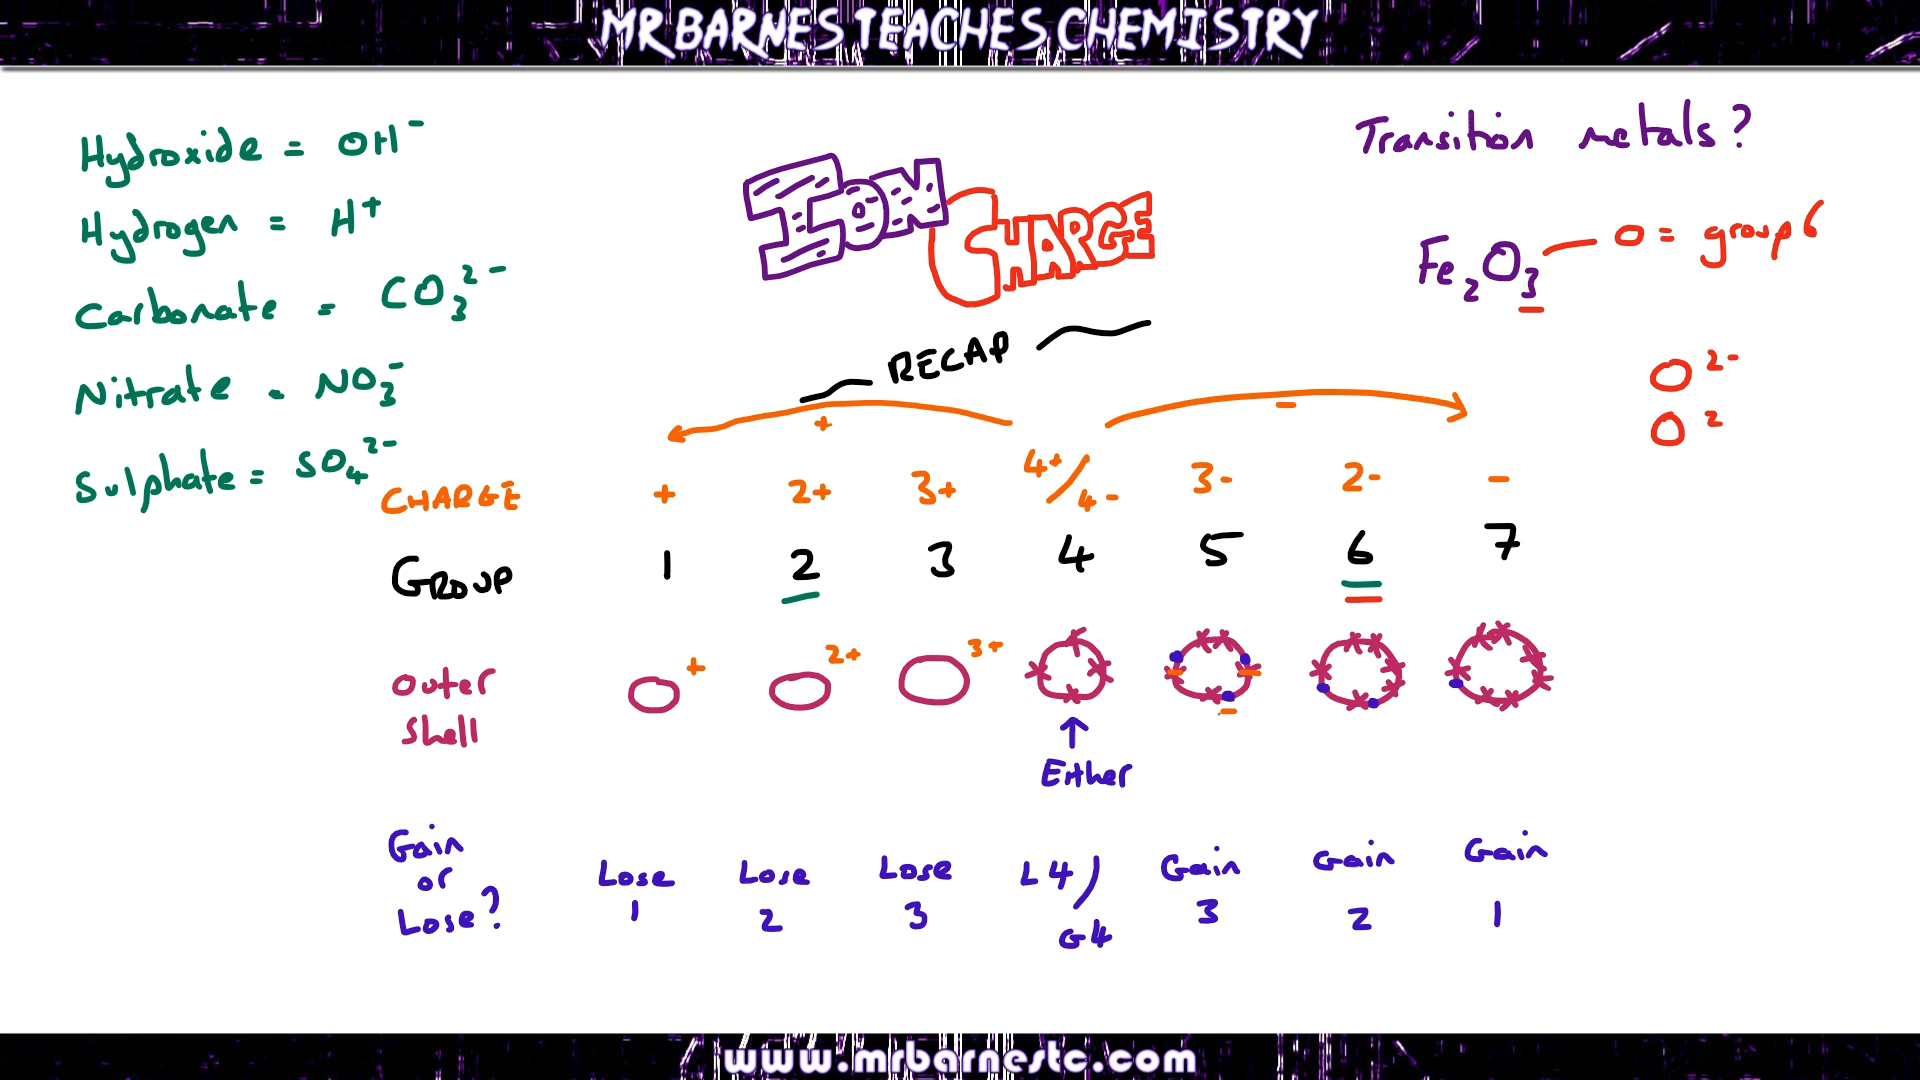 MR BARNES TEACHES CHEMISTRY
Hydroxide = OH⁻
Hydrogen = H⁺
Carbonate = CO₃²⁻
Nitrate = NO₃⁻
Sulphate = SO₄²⁻
ION CHARGE
RECAP
Transition metals?
Fe₂O₃ — O = group 6
O²⁻
O²
+ -
CHARGE + 2+ 3+ 4+/4- 3- 2- -
GROUP 1 2 3 4 5 6 7
Outer + 2+ 3+
Shell
Either
Gain
or
Lose?
Lose Lose Lose L4/ Gain Gain Gain
1 2 3 G4 3 2 1
www.mrbarnestc.com